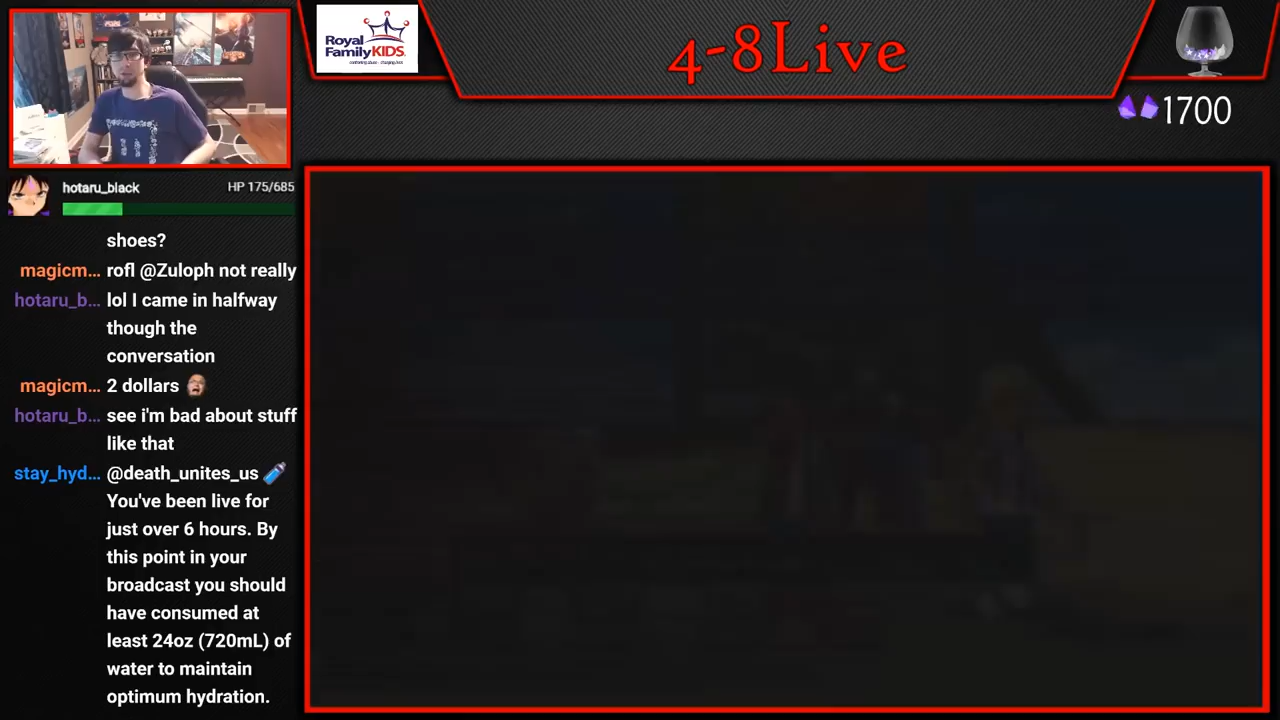 Royal
Family KIDS.
4-8Live
1700
hotaru_black
HP 175/685
shoes?
magicm... rofl @Zuloph not really
hotaru_b... lol I came in halfway
though the
conversation
magicm... 2 dollars
hotaru_b... see i'm bad about stuff
like that
stay_hyd... @death_unites_us
You've been live for
just over 6 hours. By
this point in your
broadcast you should
have consumed at
least 24oz (720mL) of
water to maintain
optimum hydration.